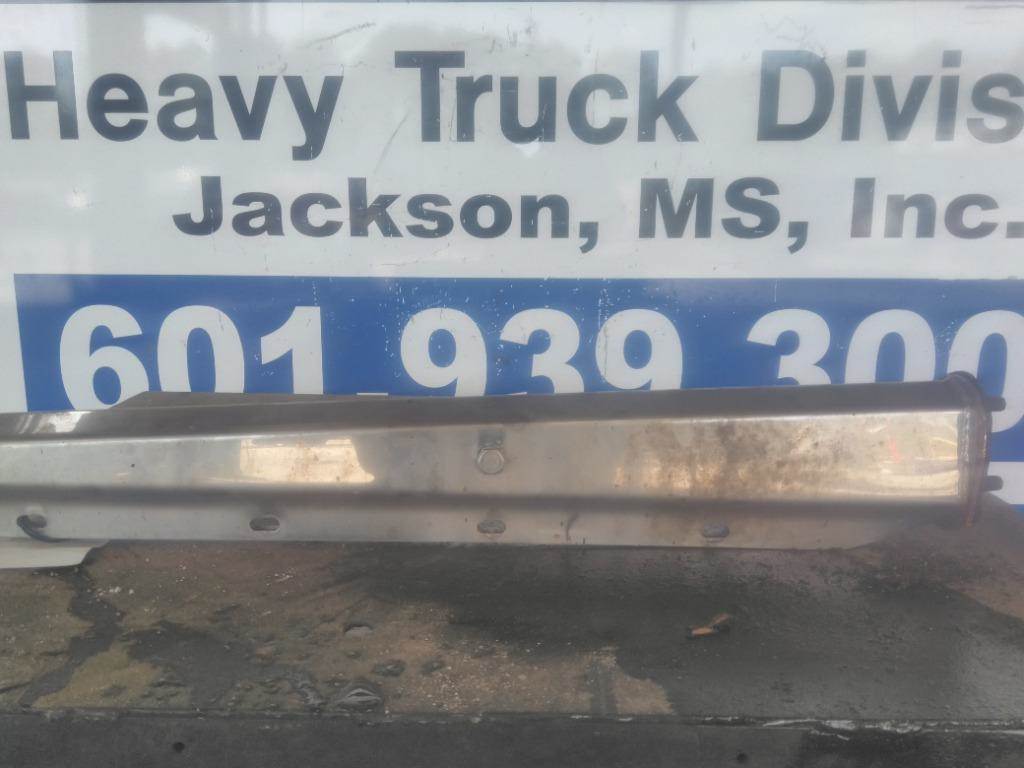 Heavy Truck Divis
Jackson, MS, Inc.
601 939 300